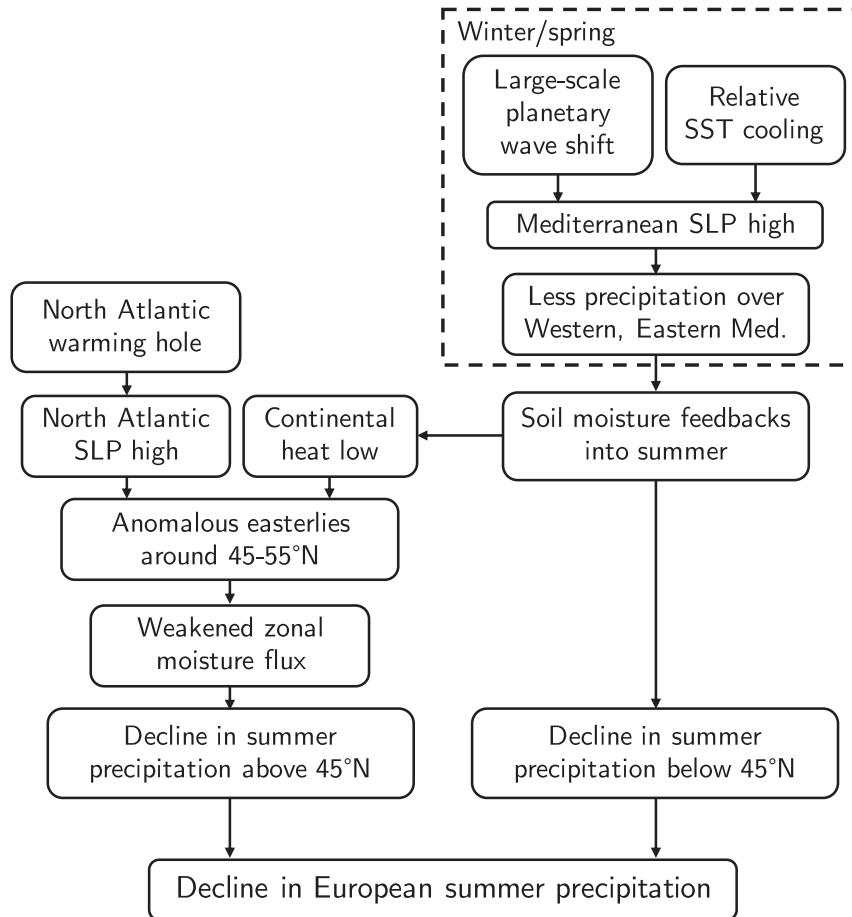 Winter/spring
Large-scale
planetary
wave shift
Relative
SST cooling
Mediterranean SLP high
Less precipitation over
Western, Eastern Med.
North Atlantic
warming hole
North Atlantic
SLP high
Continental
heat low
Soil moisture feedbacks
into summer
Anomalous easterlies
around 45-55°N
Weakened zonal
moisture flux
Decline in summer
precipitation above 45°N
Decline in summer
precipitation below 45°N
Decline in European summer precipitation